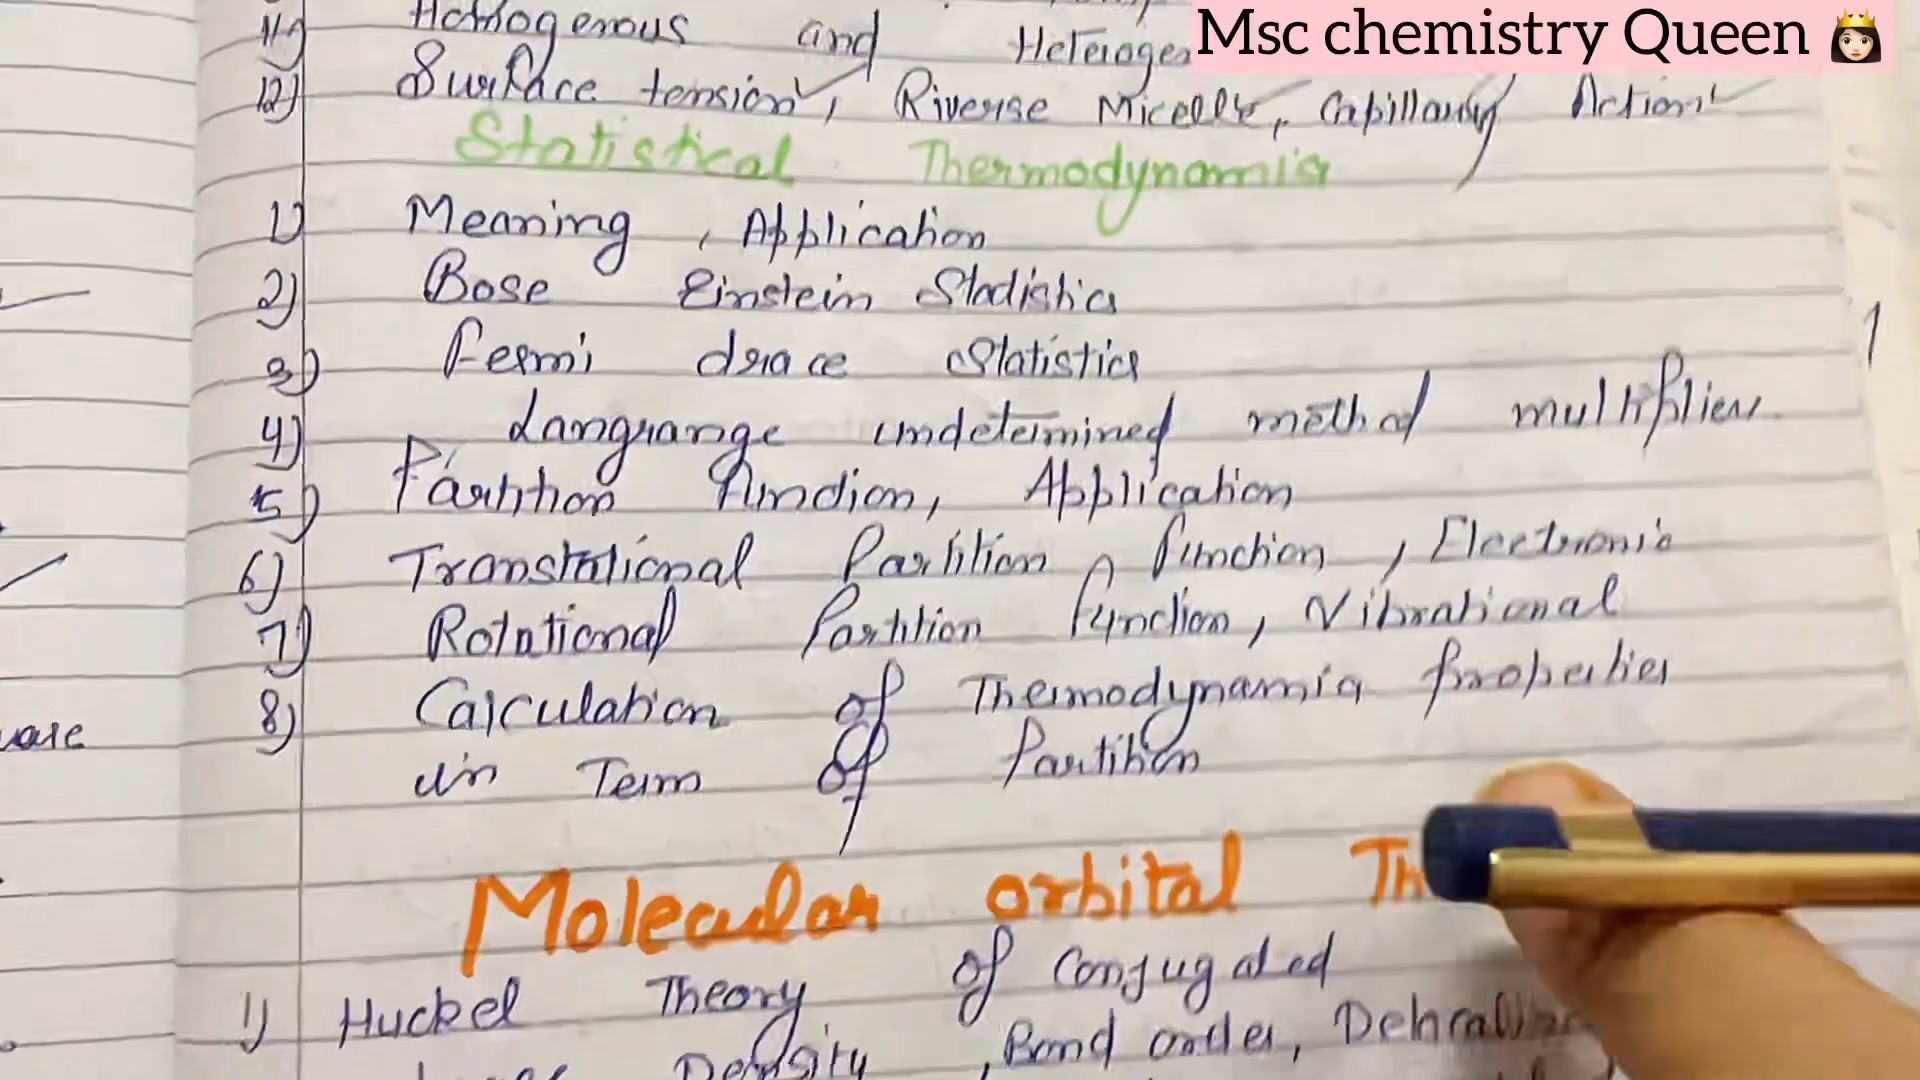 Msc chemistry Queen 👸🏻
11) Homogenous and Heteroge
12) Surface tension, Riverse Micelle, Capillary Action
Statistical Thermodynamics
1) Meaning, Application
2) Bose Einstein Statistics
3) Fermi drace Statistics
4) Langrange undetermined method multiplier
5) Partition function, Application
6) Translational Partition function, Electronic
7) Rotational Partition function, Vibrational
8) Calculation of Thermodynamics properties
in Term of Partition
Molecular orbital Th
1) Huckel Theory of Conjugated
Density, Bond order,